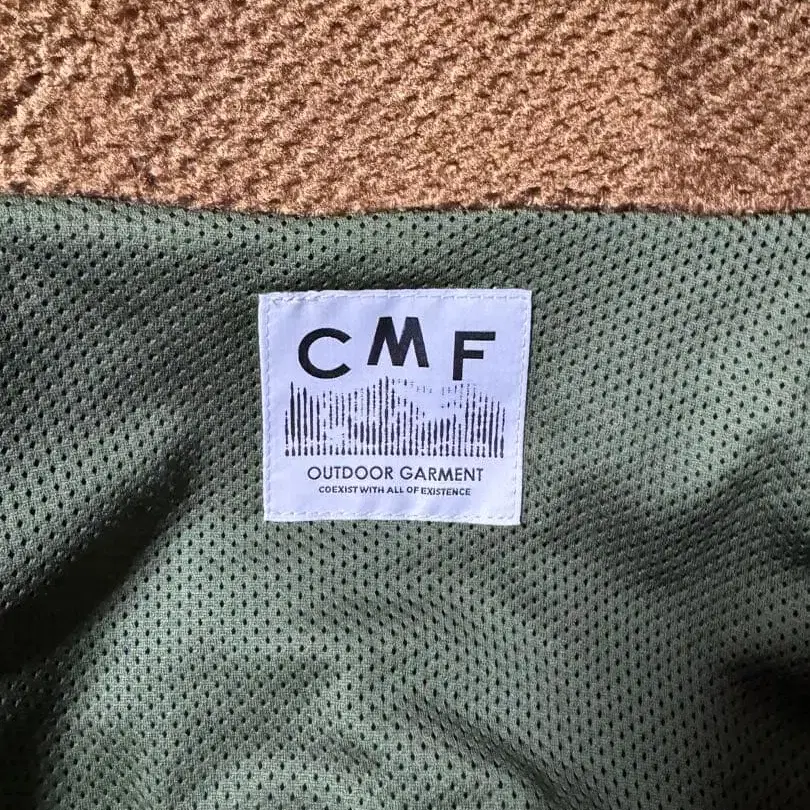 CMF
OUTDOOR GARMENT
COEXIST WITH ALL OF EXISTENCE